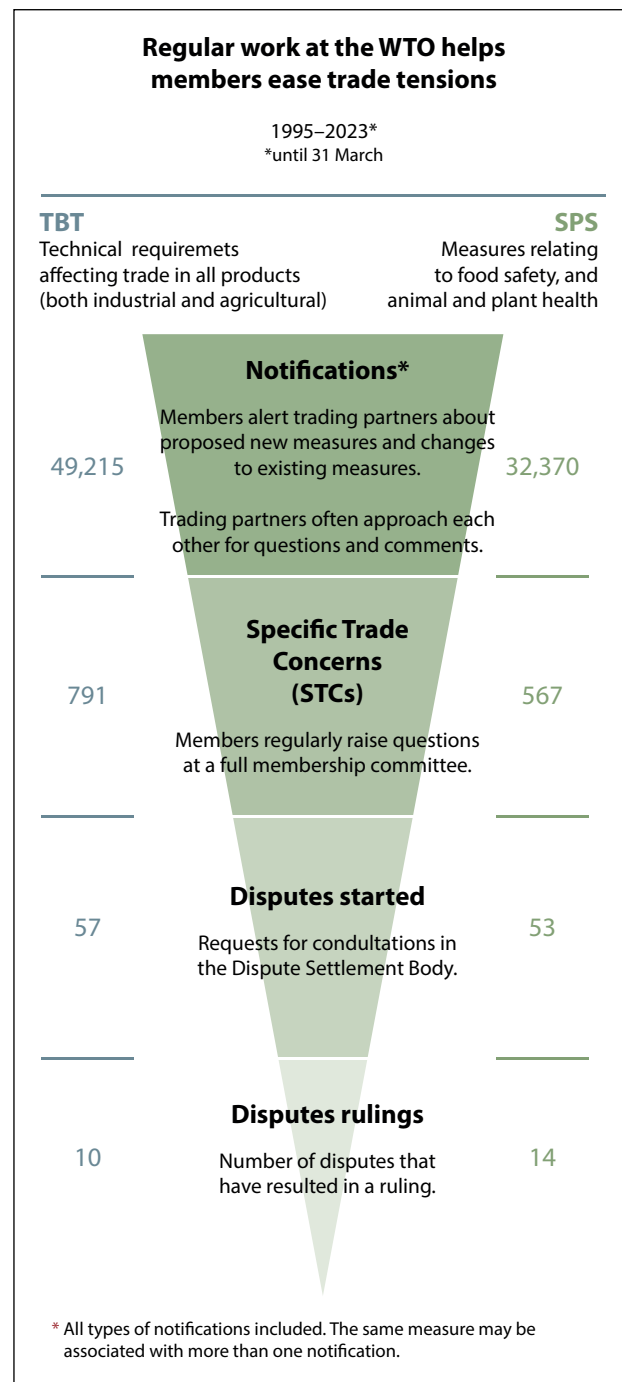 Regular work at the WTO helps
members ease trade tensions
1995–2023*
*until 31 March
TBT
Technical requiremets
affecting trade in all products
(both industrial and agricultural)
SPS
Measures relating
to food safety, and
animal and plant health
Notifications*
Members alert trading partners about
proposed new measures and changes
to existing measures.
Trading partners often approach each
other for questions and comments.
49,215
32,370
Specific Trade
Concerns
(STCs)
Members regularly raise questions
at a full membership committee.
791
567
Disputes started
Requests for condultations in
the Dispute Settlement Body.
57
53
Disputes rulings
Number of disputes that
have resulted in a ruling.
10
14
* All types of notifications included. The same measure may be
associated with more than one notification.